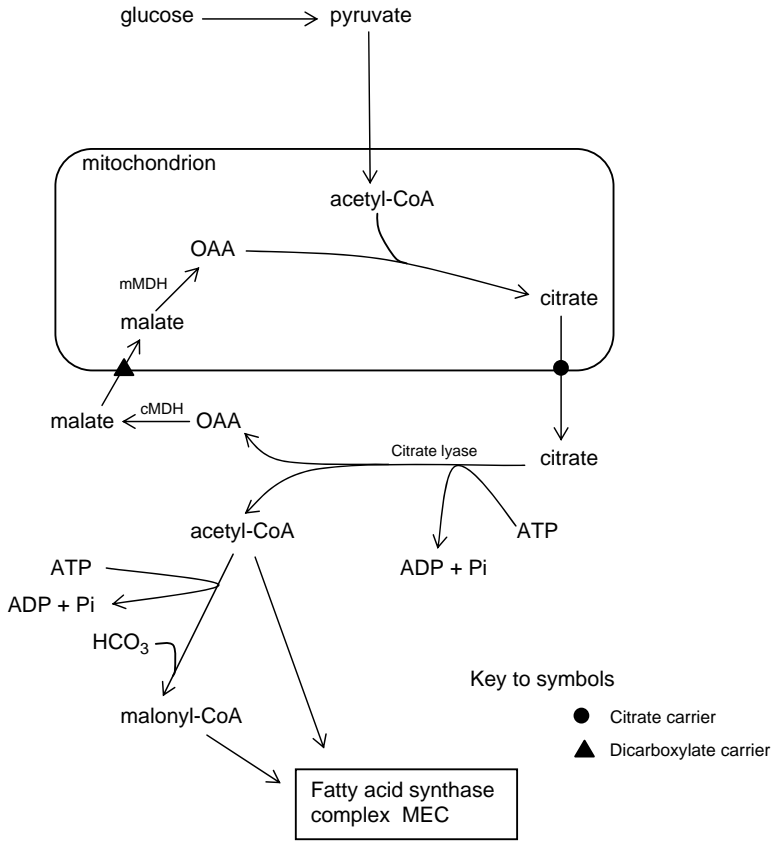 glucose
pyruvate
mitochondrion
acetyl-CoA
OAA
mMDH
citrate
malate
malate
cMDH
OAA
Citrate lyase
citrate
acetyl-CoA
ATP
ATP
ADP + Pi
ADP + Pi
HCO₃
Key to symbols
malonyl-CoA
Citrate carrier
Dicarboxylate carrier
Fatty acid synthase
complex MEC